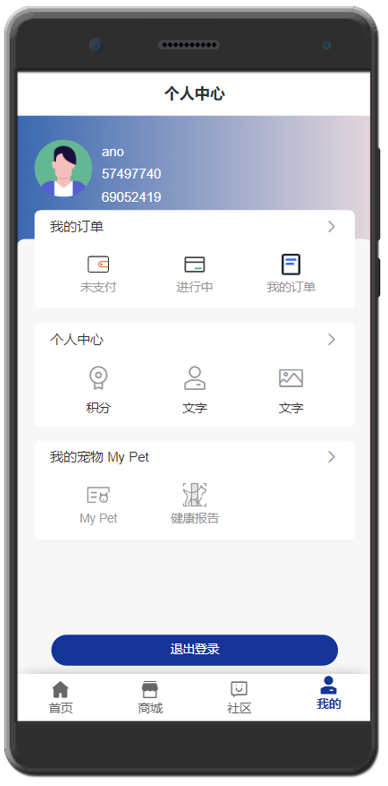 个人中心
ano
57497740
69052419
我的订单
未支付
进行中
我的订单
个人中心
积分
文字
文字
我的宠物 My Pet
My Pet
健康报告
退出登录
首页
商城
社区
我的